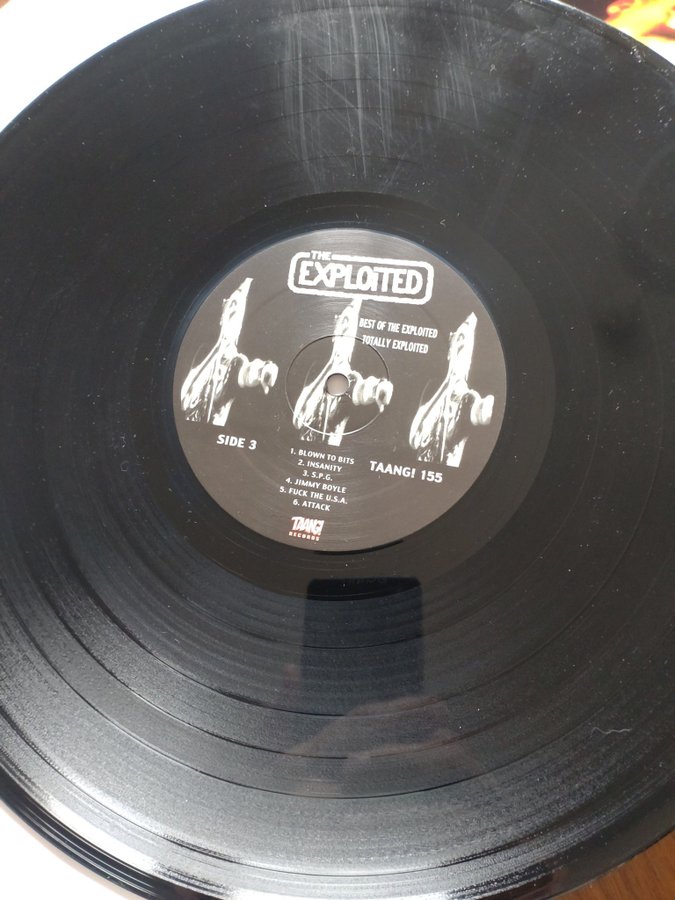 THE
EXPLOITED
BEST OF THE EXPLOITED
TOTALLY EXPLOITED
SIDE 3
TAANG! 155
1. BLOWN TO BITS
2. INSANITY
3. S.P.G.
4. JIMMY BOYLE
5. FUCK THE U.S.A.
6. ATTACK
TAANG!
RECORDS